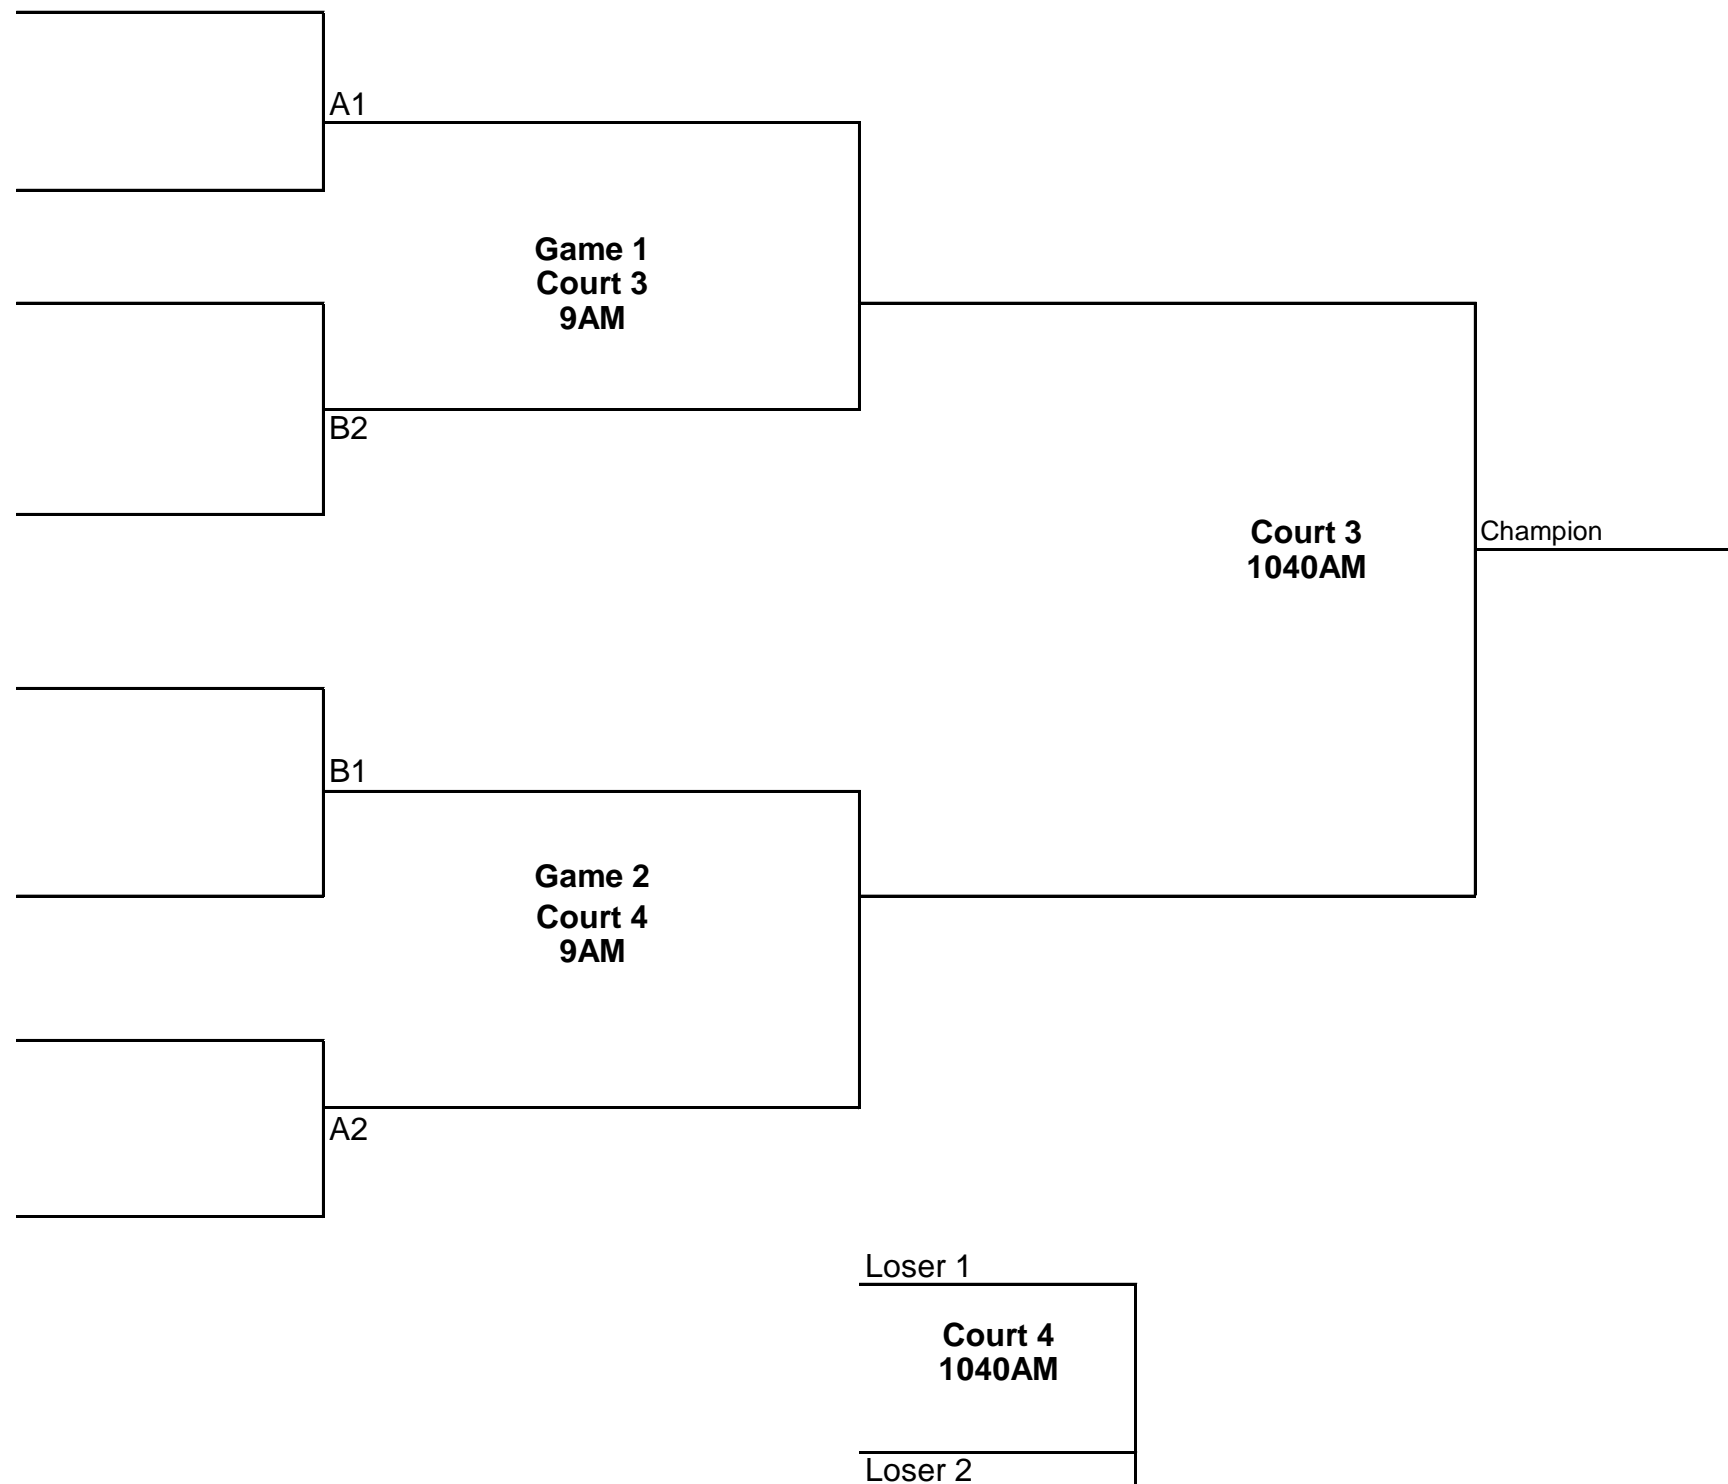 A1
Game 1
Court 3
9AM
B2
Court 3
1040AM
Champion
B1
Game 2
Court 4
9AM
A2
Loser 1
Court 4
1040AM
Loser 2